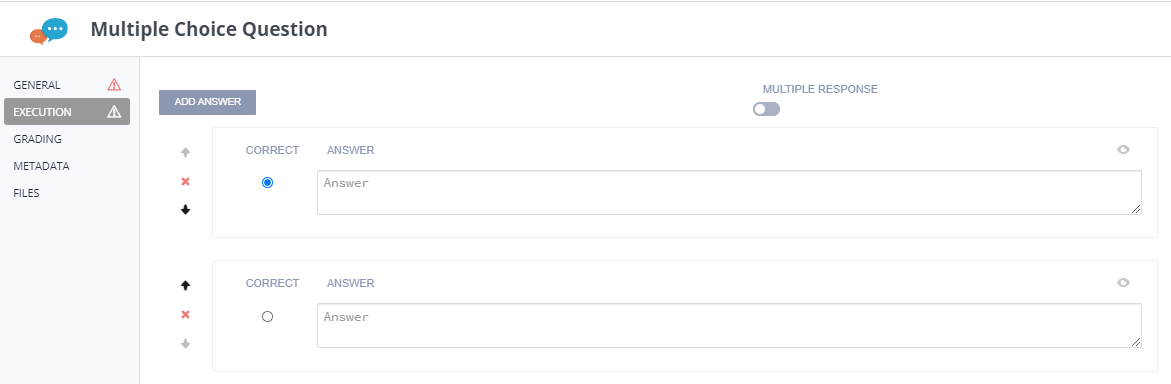 Multiple Choice Question
GENERAL
EXECUTION
GRADING
METADATA
FILES
ADD ANSWER
MULTIPLE RESPONSE
CORRECT ANSWER
Answer
CORRECT ANSWER
Answer